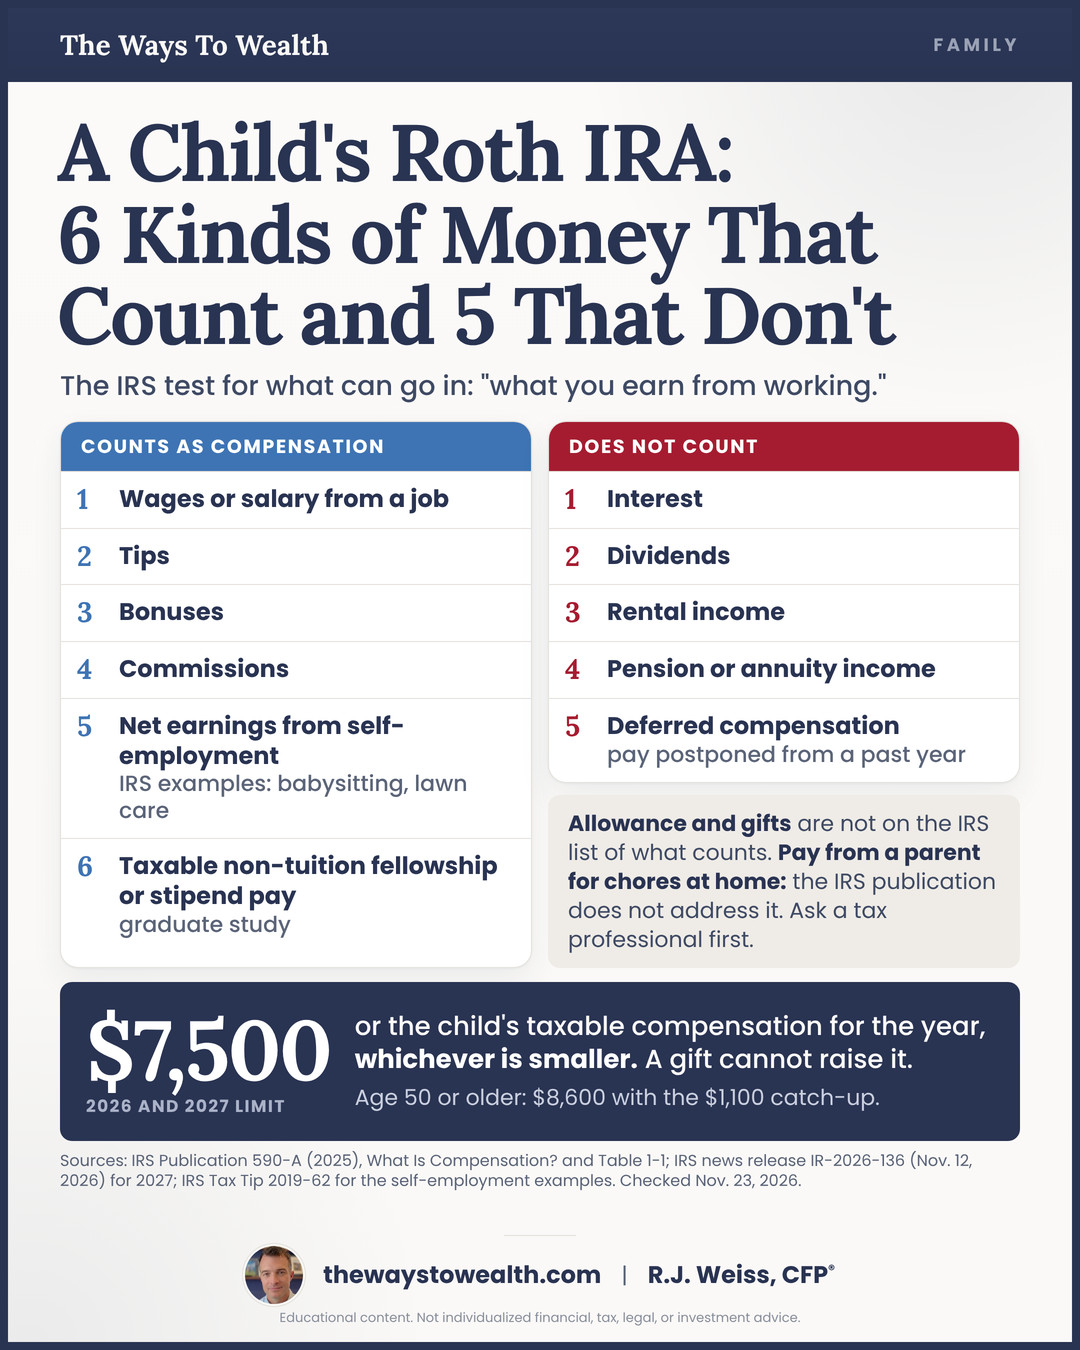 The Ways To Wealth
FAMILY
A Child's Roth IRA:
6 Kinds of Money That
Count and 5 That Don't
The IRS test for what can go in: "what you earn from working."
COUNTS AS COMPENSATION
1 Wages or salary from a job
2 Tips
3 Bonuses
4 Commissions
5 Net earnings from self-
employment
IRS examples: babysitting, lawn
care
6 Taxable non-tuition fellowship
or stipend pay
graduate study
DOES NOT COUNT
1 Interest
2 Dividends
3 Rental income
4 Pension or annuity income
5 Deferred compensation
pay postponed from a past year
Allowance and gifts are not on the IRS
list of what counts. Pay from a parent
for chores at home: the IRS publication
does not address it. Ask a tax
professional first.
$7,500
2026 AND 2027 LIMIT
or the child's taxable compensation for the year,
whichever is smaller. A gift cannot raise it.
Age 50 or older: $8,600 with the $1,100 catch-up.
Sources: IRS Publication 590-A (2025), What Is Compensation? and Table 1-1; IRS news release IR-2026-136 (Nov. 12,
2026) for 2027; IRS Tax Tip 2019-62 for the self-employment examples. Checked Nov. 23, 2026.
thewaystowealth.com | R.J. Weiss, CFP®
Educational content. Not individualized financial, tax, legal, or investment advice.